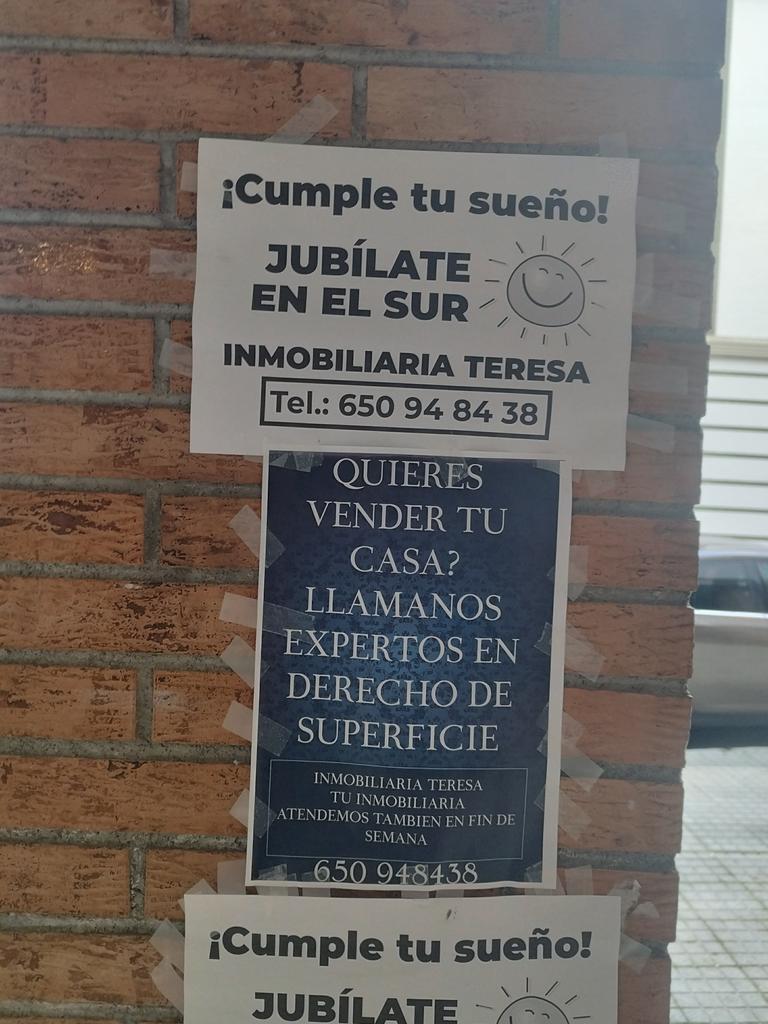 ¡Cumple tu sueño!
JUBÍLATE
EN EL SUR
INMOBILIARIA TERESA
Tel.: 650 94 84 38
QUIERES
VENDER TU
CASA?
LLAMANOS
EXPERTOS EN
DERECHO DE
SUPERFICIE
INMOBILIARIA TERESA
TU INMOBILIARIA
ATENDEMOS TAMBIEN EN FIN DE
SEMANA
650 948438
¡Cumple tu sueño!
JUBÍLATE